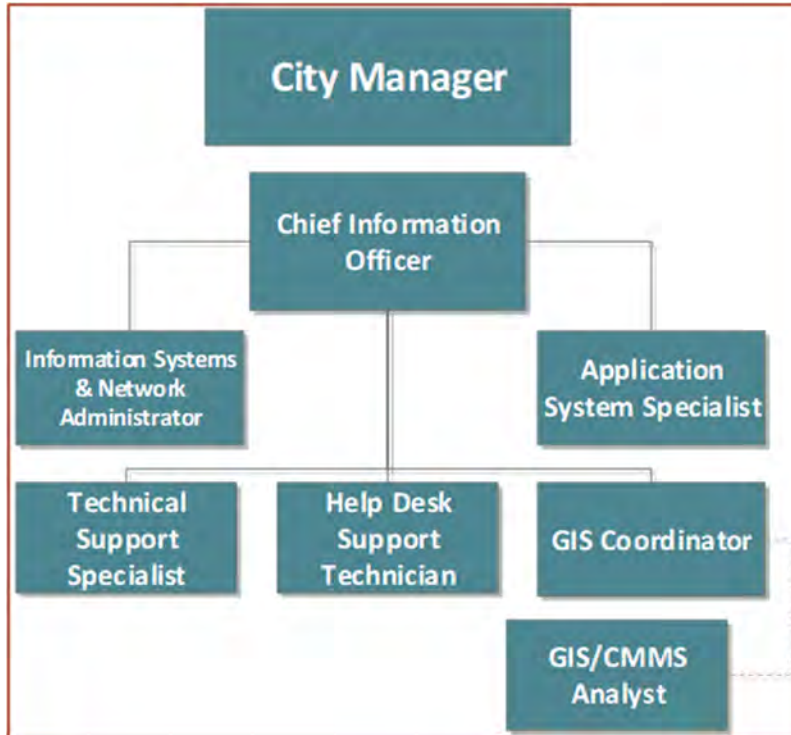 City Manager
Chief Information
Officer
Information Systems
& Network
Administrator
Application
System Specialist
Technical
Support
Specialist
Help Desk
Support
Technician
GIS Coordinator
GIS/CMMS
Analyst